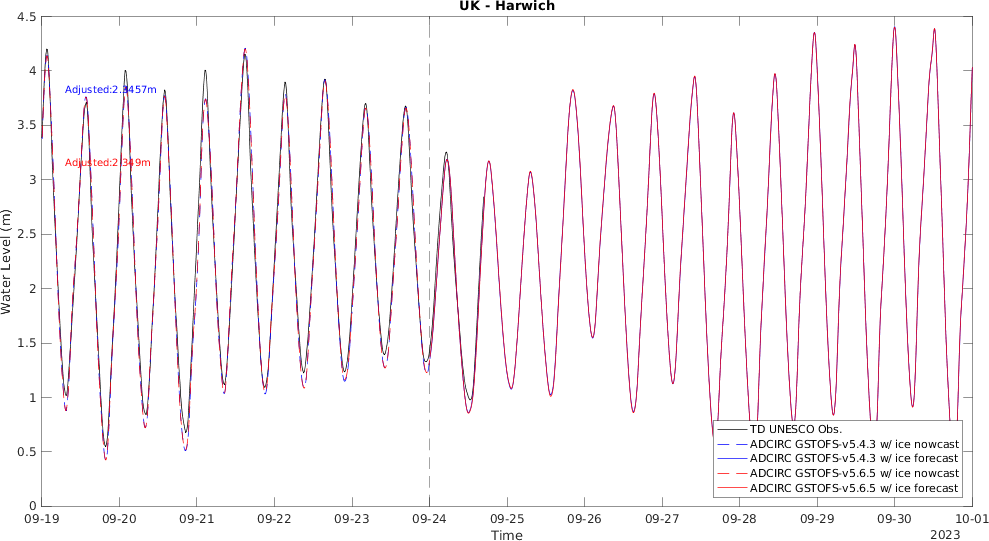 UK - Harwich
4.5
4
3.5
3
2.5
2
1.5
1
0.5
0
Water Level (m)
Adjusted:2.3457m
Adjusted:2.349m
TD UNESCO Obs.
ADCIRC GSTOFS-v5.4.3 w/ ice nowcast
ADCIRC GSTOFS-v5.4.3 w/ ice forecast
ADCIRC GSTOFS-v5.6.5 w/ ice nowcast
ADCIRC GSTOFS-v5.6.5 w/ ice forecast
09-19 09-20 09-21 09-22 09-23 09-24 09-25 09-26 09-27 09-28 09-29 09-30 10-01
Time
2023